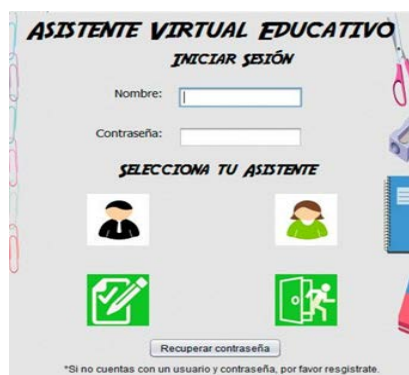 ASISTENTE VIRTUAL EDUCATIVO
INICIAR SESIÓN
Nombre:
Contraseña:
SELECCIONA TU ASISTENTE
Recuperar contraseña
*Si no cuentas con un usuario y contraseña, por favor resgistrate.